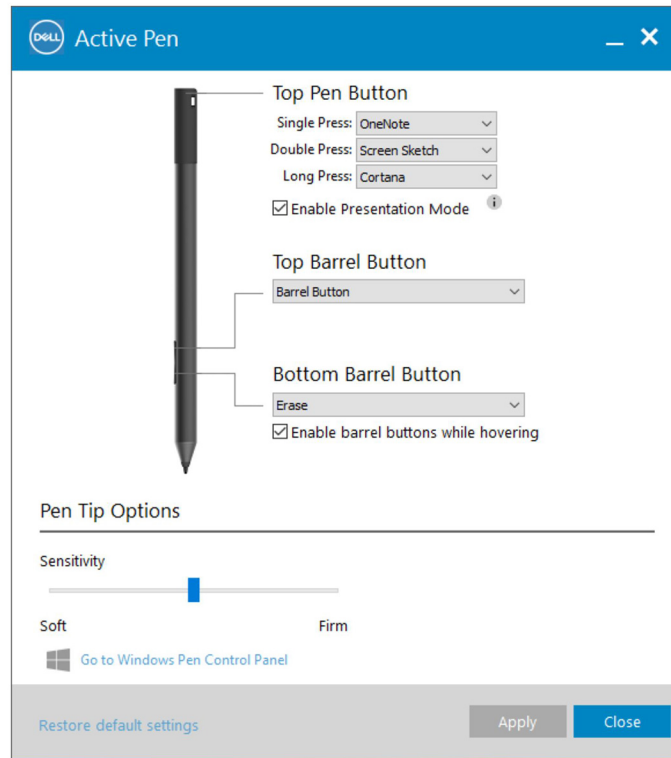 DELL Active Pen
Top Pen Button
Single Press: OneNote
Double Press: Screen Sketch
Long Press: Cortana
Enable Presentation Mode i
Top Barrel Button
Barrel Button
Bottom Barrel Button
Erase
Enable barrel buttons while hovering
Pen Tip Options
Sensitivity
Soft Firm
Go to Windows Pen Control Panel
Restore default settings Apply Close